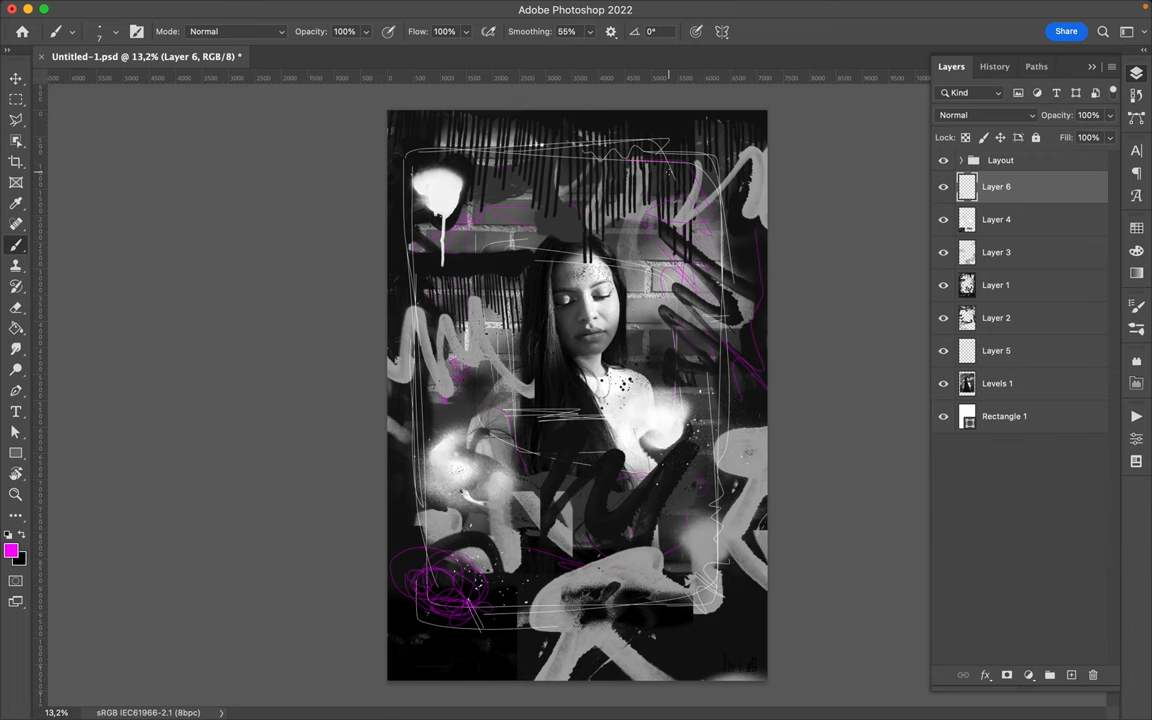 Adobe Photoshop 2022
7 Mode: Normal Opacity: 100% Flow: 100% Smoothing: 55% 0° Share
× Untitled-1.psd @ 13,2% (Layer 6, RGB/8) *
Layers History Paths
Kind
Normal Opacity: 100%
Lock: Fill: 100%
Layout
Layer 6
Layer 4
Layer 3
Layer 1
Layer 2
Layer 5
Levels 1
Rectangle 1
13,2% sRGB IEC61966-2.1 (8bpc)